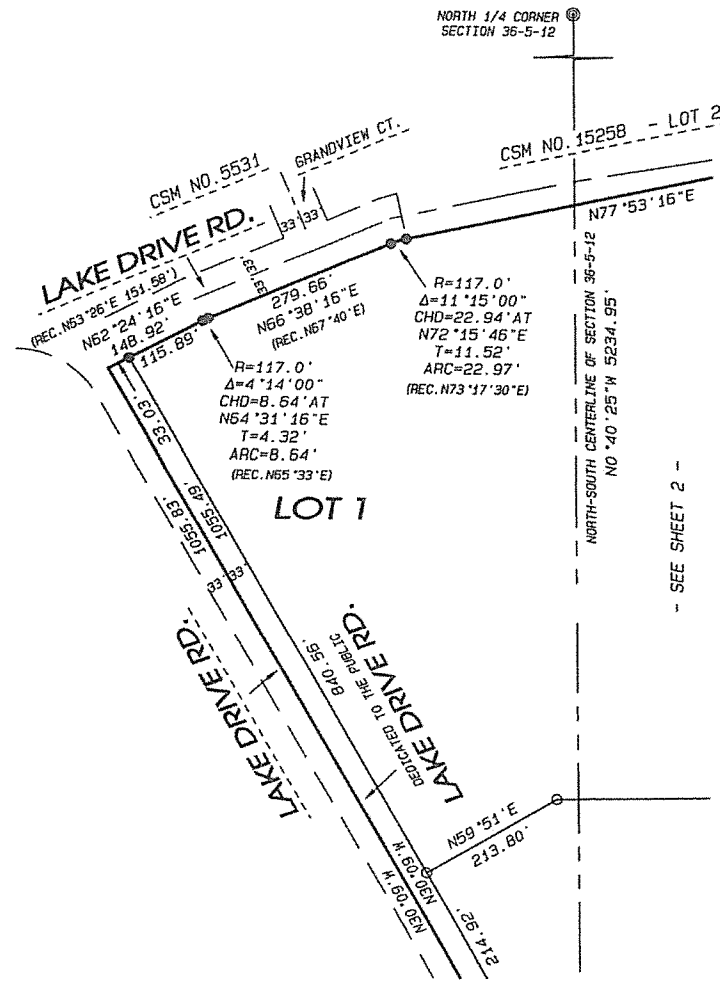 NORTH 1/4 CORNER
SECTION 36-5-12
CSM NO. 15258 - LOT 2
GRANDVIEW CT.
CSM NO. 5531
33' 33'
LAKE DRIVE RD.
33' 33'
N77°53'16"E
(REC. N53°26'E 151.58')
N62°24'16"E
148.92'
115.89'
279.66'
N66°38'16"E
(REC. N67°40'E)
R=117.0'
Δ=11°15'00"
CHD=22.94'AT
N72°15'46"E
T=11.52'
ARC=22.97'
(REC. N73°17'30"E)
R=117.0'
Δ=4°14'00"
CHD=8.64'AT
N64°31'16"E
T=4.32'
ARC=8.64'
(REC. N65°33'E)
33.03'
1055.83'
1055.49'
33' 33'
LOT 1
NORTH-SOUTH CENTERLINE OF SECTION 36-5-12
N0°40'25"W 5234.95'
- SEE SHEET 2 -
LAKE DRIVE RD.
840.56'
DEDICATED TO THE PUBLIC
LAKE DRIVE RD.
N59°51'E
213.80'
N30°09'W
N30°09'W
214.92'